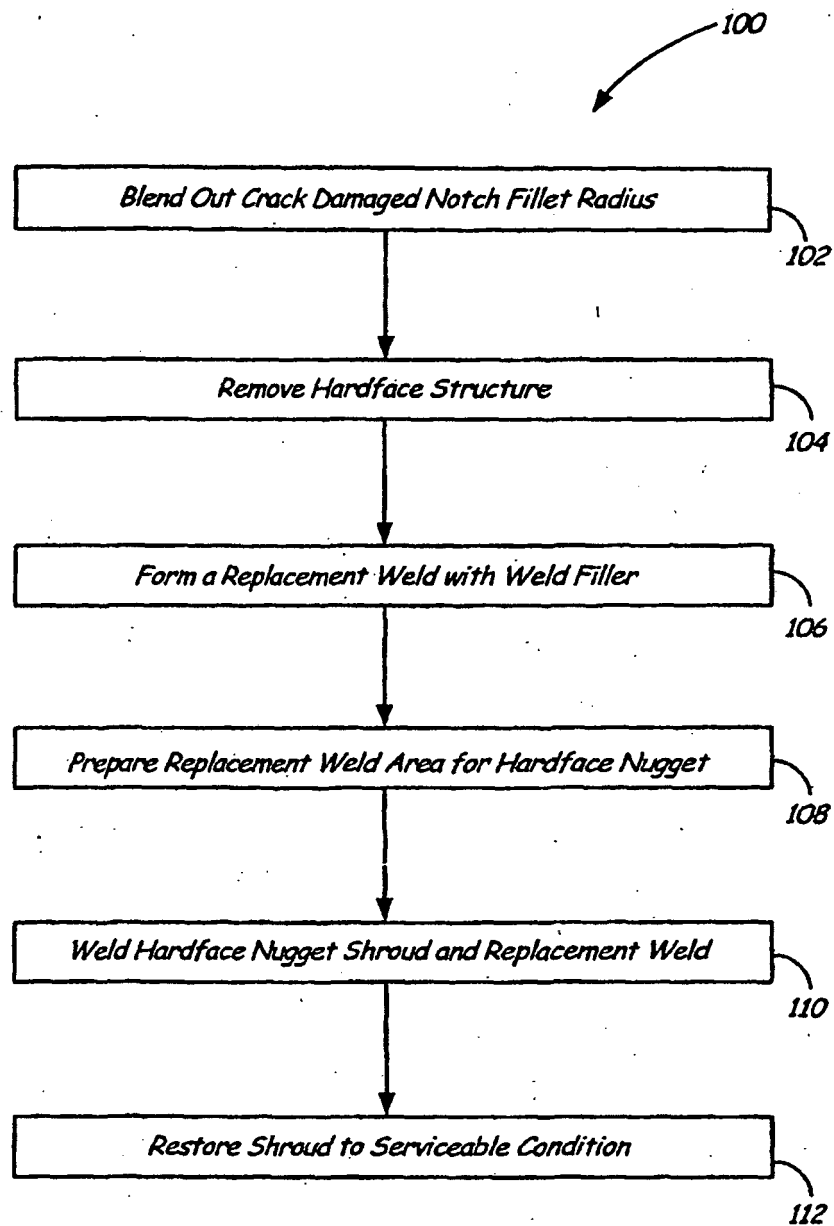 100
Blend Out Crack Damaged Notch Fillet Radius
102
Remove Hardface Structure
104
Form a Replacement Weld with Weld Filler
106
Prepare Replacement Weld Area for Hardface Nugget
108
Weld Hardface Nugget Shroud and Replacement Weld
110
Restore Shroud to Serviceable Condition
112